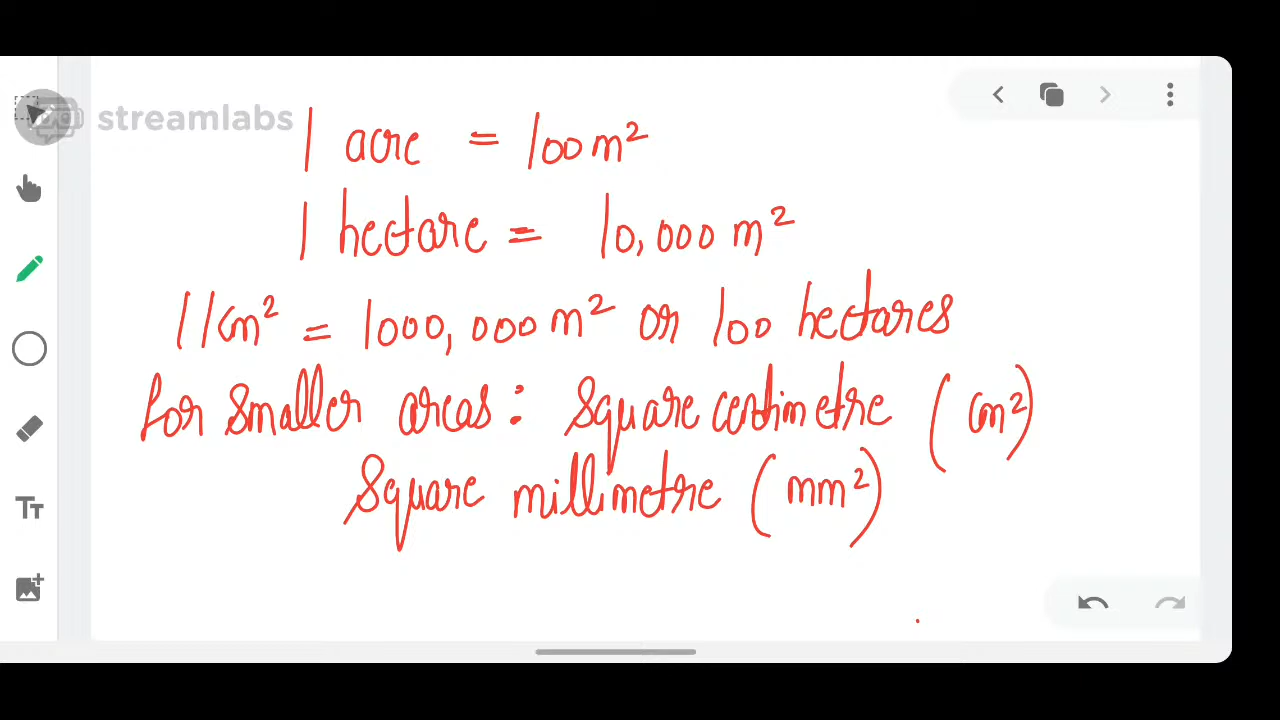 streamlabs
1 acre = 100 m²
1 hectare = 10,000 m²
1 km² = 1000,000 m² or 100 hectares
for smaller areas : square centimetre (cm²)
Square millimetre (mm²)
TT